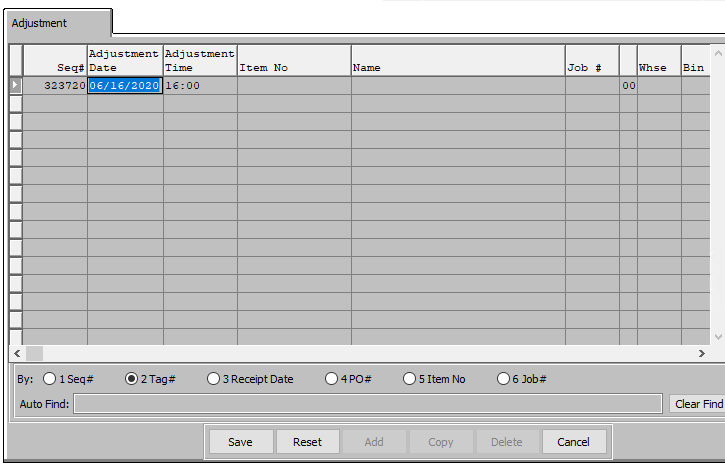 Adjustment
Adjustment Adjustment
Seq# Date Time Item No Name Job # Whse Bin
323720 06/16/2020 16:00 00
By: 1 Seq# 2 Tag# 3 Receipt Date 4 PO# 5 Item No 6 Job#
Auto Find: Clear Find
Save Reset Add Copy Delete Cancel